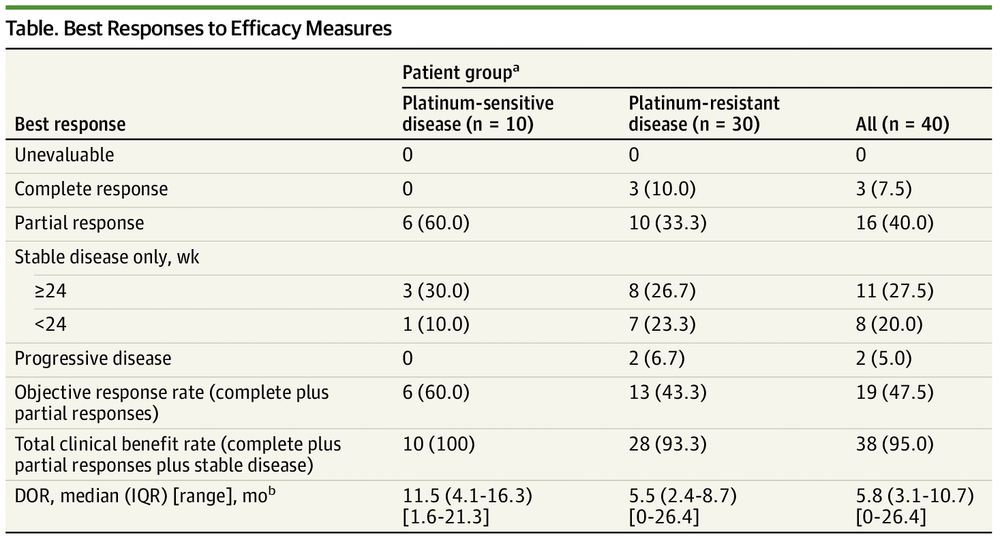 Table. Best Responses to Efficacy Measures
Patient groupᵃ
Best response
Platinum-sensitive
disease (n = 10)
Platinum-resistant
disease (n = 30)
All (n = 40)
Unevaluable 0 0 0
Complete response 0 3 (10.0) 3 (7.5)
Partial response 6 (60.0) 10 (33.3) 16 (40.0)
Stable disease only, wk
≥24 3 (30.0) 8 (26.7) 11 (27.5)
<24 1 (10.0) 7 (23.3) 8 (20.0)
Progressive disease 0 2 (6.7) 2 (5.0)
Objective response rate (complete plus 6 (60.0) 13 (43.3) 19 (47.5)
partial responses)
Total clinical benefit rate (complete plus 10 (100) 28 (93.3) 38 (95.0)
partial responses plus stable disease)
DOR, median (IQR) [range], moᵇ 11.5 (4.1-16.3) 5.5 (2.4-8.7) 5.8 (3.1-10.7)
[1.6-21.3] [0-26.4] [0-26.4]